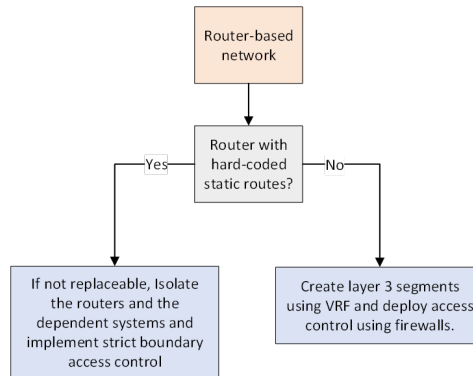 Router-based
network
Router with
hard-coded
static routes?
Yes
No
If not replaceable, Isolate
the routers and the
dependent systems and
implement strict boundary
access control
Create layer 3 segments
using VRF and deploy access
control using firewalls.